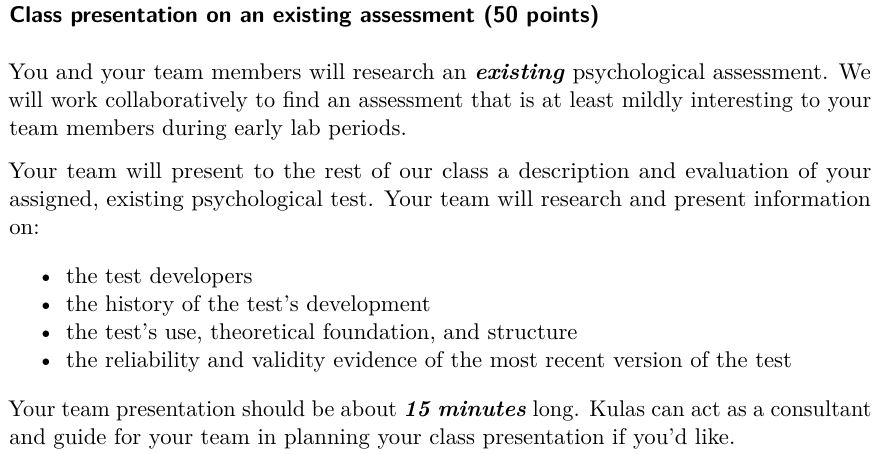 Class presentation on an existing assessment (50 points)
You and your team members will research an existing psychological assessment. We
will work collaboratively to find an assessment that is at least mildly interesting to your
team members during early lab periods.
Your team will present to the rest of our class a description and evaluation of your
assigned, existing psychological test. Your team will research and present information
on:
• the test developers
• the history of the test's development
• the test's use, theoretical foundation, and structure
• the reliability and validity evidence of the most recent version of the test
Your team presentation should be about 15 minutes long. Kulas can act as a consultant
and guide for your team in planning your class presentation if you'd like.